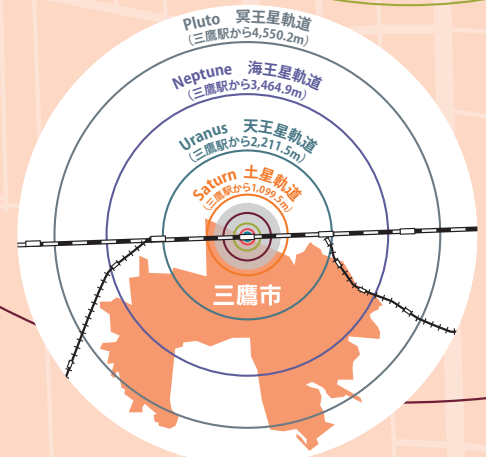 Pluto 冥王星軌道
（三鷹駅から4,550.2m）
Neptune 海王星軌道
（三鷹駅から3,464.9m）
Uranus 天王星軌道
（三鷹駅から2,211.5m）
Saturn 土星軌道
（三鷹駅から1,099.5m）
三鷹市